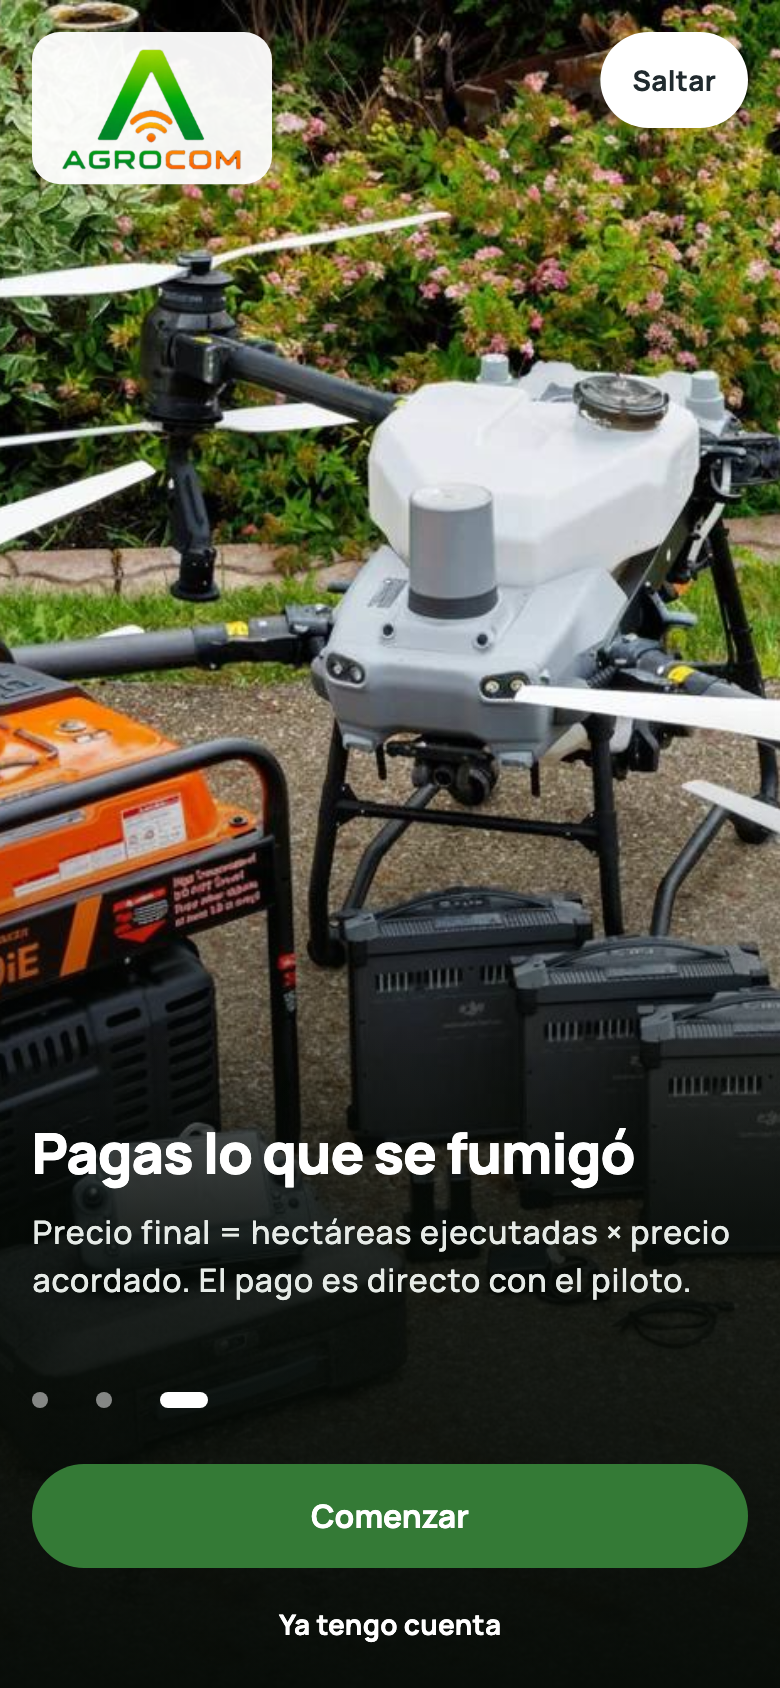 AGROCOM
Saltar
Pagas lo que se fumigó
Precio final = hectáreas ejecutadas × precio
acordado. El pago es directo con el piloto.
Comenzar
Ya tengo cuenta